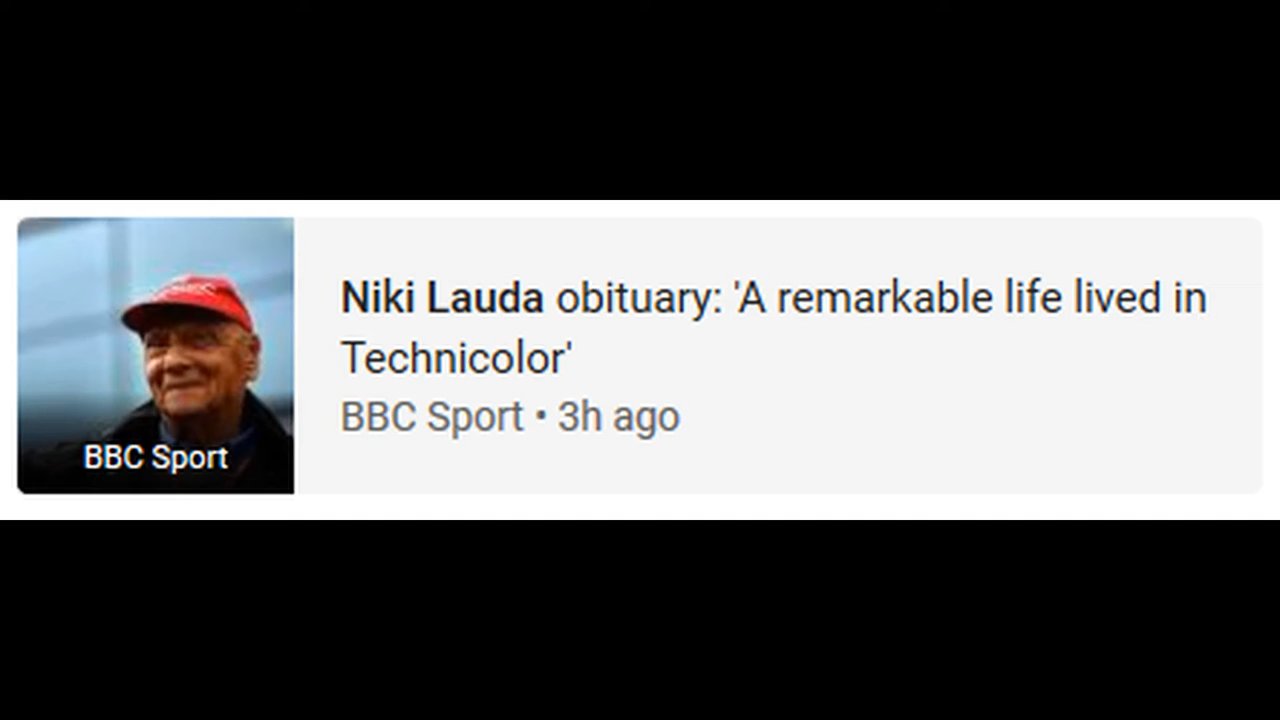 Niki Lauda obituary: 'A remarkable life lived in
Technicolor'
BBC Sport • 3h ago
BBC Sport